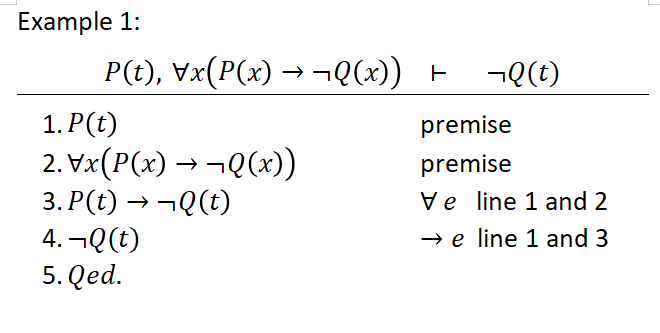 Example 1:
P(t), ∀x(P(x) → ¬Q(x)) ⊢ ¬Q(t)
1. P(t) premise
2. ∀x(P(x) → ¬Q(x)) premise
3. P(t) → ¬Q(t) ∀ e line 1 and 2
4. ¬Q(t) → e line 1 and 3
5. Qed.